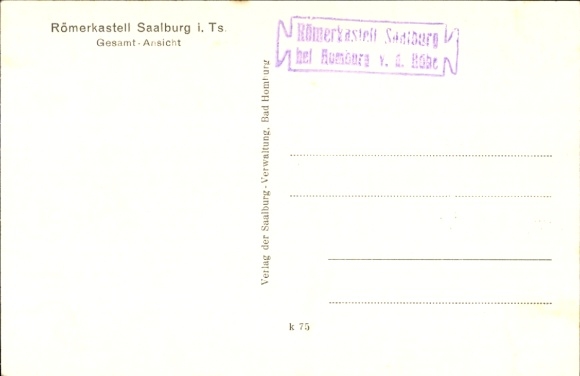 Römerkastell Saalburg i. Ts.
Gesamt-Ansicht
Römerkastell Saalburg
bei Homburg v. d. Höhe
Verlag der Saalburg-Verwaltung, Bad Homburg
k 75